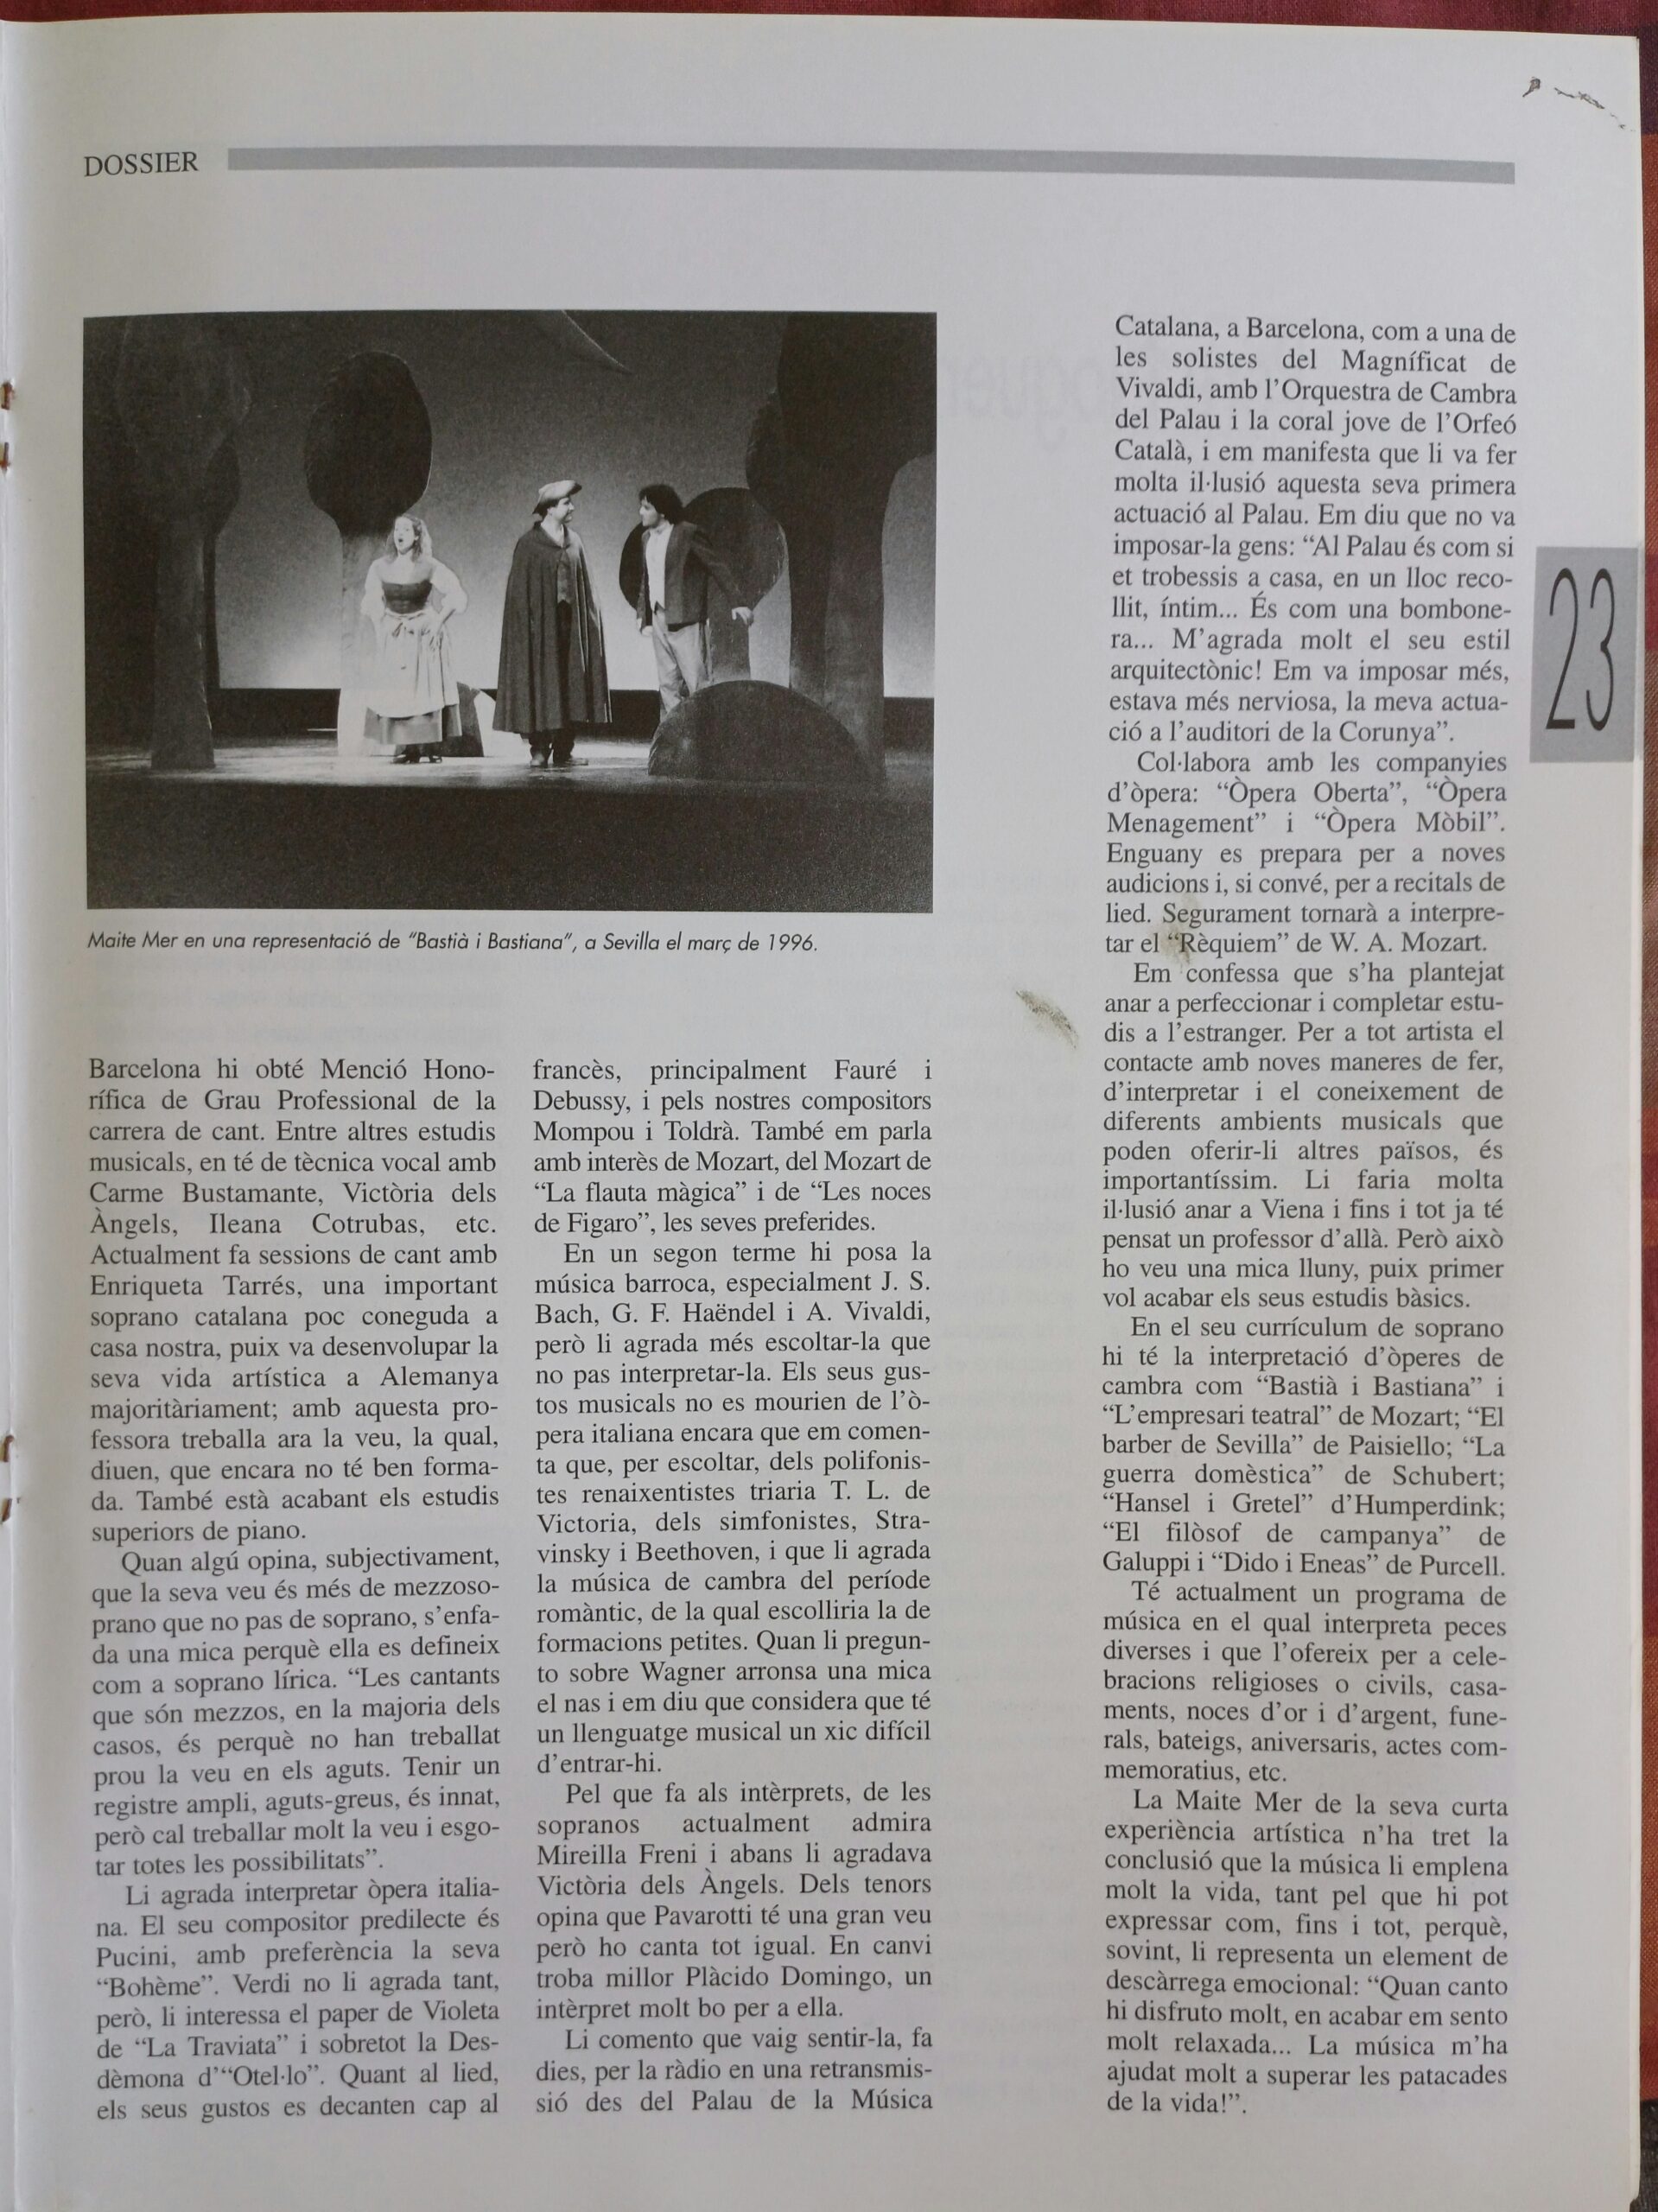 DOSSIER
Maite Mer en una representació de “Bastià i Bastiana”, a Sevilla el març de 1996.
Barcelona hi obté Menció Hono-
rífica de Grau Professional de la
carrera de cant. Entre altres estudis
musicals, en té de tècnica vocal amb
Carme Bustamante, Victòria dels
Àngels, Ileana Cotrubas, etc.
Actualment fa sessions de cant amb
Enriqueta Tarrés, una important
soprano catalana poc coneguda a
casa nostra, puix va desenvolupar la
seva vida artística a Alemanya
majoritàriament; amb aquesta pro-
fessora treballa ara la veu, la qual,
diuen, que encara no té ben forma-
da. També està acabant els estudis
superiors de piano.
Quan algú opina, subjectivament,
que la seva veu és més de mezzoso-
prano que no pas de soprano, s’enfa-
da una mica perquè ella es defineix
com a soprano lírica. “Les cantants
que són mezzos, en la majoria dels
casos, és perquè no han treballat
prou la veu en els aguts. Tenir un
registre ampli, aguts-greus, és innat,
però cal treballar molt la veu i esgo-
tar totes les possibilitats”.
Li agrada interpretar òpera italia-
na. El seu compositor predilecte és
Pucini, amb preferència la seva
“Bohème”. Verdi no li agrada tant,
però, li interessa el paper de Violeta
de “La Traviata” i sobretot la Des-
dèmona d’“Otel·lo”. Quant al lied,
els seus gustos es decanten cap al
francès, principalment Fauré i
Debussy, i pels nostres compositors
Mompou i Toldrà. També em parla
amb interès de Mozart, del Mozart de
“La flauta màgica” i de “Les noces
de Figaro”, les seves preferides.
En un segon terme hi posa la
música barroca, especialment J. S.
Bach, G. F. Haëndel i A. Vivaldi,
però li agrada més escoltar-la que
no pas interpretar-la. Els seus gus-
tos musicals no es mourien de l’ò-
pera italiana encara que em comen-
ta que, per escoltar, dels polifonis-
tes renaixentistes triaria T. L. de
Victoria, dels simfonistes, Stra-
vinsky i Beethoven, i que li agrada
la música de cambra del període
romàntic, de la qual escolliria la de
formacions petites. Quan li pregun-
to sobre Wagner arronsa una mica
el nas i em diu que considera que té
un llenguatge musical un xic difícil
d’entrar-hi.
Pel que fa als intèrprets, de les
sopranos actualment admira
Mireilla Freni i abans li agradava
Victòria dels Àngels. Dels tenors
opina que Pavarotti té una gran veu
però ho canta tot igual. En canvi
troba millor Plàcido Domingo, un
intèrpret molt bo per a ella.
Li comento que vaig sentir-la, fa
dies, per la ràdio en una retransmis-
sió des del Palau de la Música
Catalana, a Barcelona, com a una de
les solistes del Magníficat de
Vivaldi, amb l’Orquestra de Cambra
del Palau i la coral jove de l’Orfeó
Català, i em manifesta que li va fer
molta il·lusió aquesta seva primera
actuació al Palau. Em diu que no va
imposar-la gens: “Al Palau és com si
et trobessis a casa, en un lloc reco-
llit, íntim... És com una bombone-
ra... M’agrada molt el seu estil
arquitectònic! Em va imposar més,
estava més nerviosa, la meva actua-
ció a l’auditori de la Corunya”.
Col·labora amb les companyies
d’òpera: “Òpera Oberta”, “Òpera
Menagement” i “Òpera Mòbil”.
Enguany es prepara per a noves
audicions i, si convé, per a recitals de
lied. Segurament tornarà a interpre-
tar el “Rèquiem” de W. A. Mozart.
Em confessa que s’ha plantejat
anar a perfeccionar i completar estu-
dis a l’estranger. Per a tot artista el
contacte amb noves maneres de fer,
d’interpretar i el coneixement de
diferents ambients musicals que
poden oferir-li altres països, és
importantíssim. Li faria molta
il·lusió anar a Viena i fins i tot ja té
pensat un professor d’allà. Però això
ho veu una mica lluny, puix primer
vol acabar els seus estudis bàsics.
En el seu currículum de soprano
hi té la interpretació d’òperes de
cambra com “Bastià i Bastiana” i
“L’empresari teatral” de Mozart; “El
barber de Sevilla” de Paisiello; “La
guerra domèstica” de Schubert;
“Hansel i Gretel” d’Humperdink;
“El filòsof de campanya” de
Galuppi i “Dido i Eneas” de Purcell.
Té actualment un programa de
música en el qual interpreta peces
diverses i que l’ofereix per a cele-
bracions religioses o civils, casa-
ments, noces d’or i d’argent, fune-
rals, bateigs, aniversaris, actes com-
memoratius, etc.
La Maite Mer de la seva curta
experiència artística n’ha tret la
conclusió que la música li emplena
molt la vida, tant pel que hi pot
expressar com, fins i tot, perquè,
sovint, li representa un element de
descàrrega emocional: “Quan canto
hi disfruto molt, en acabar em sento
molt relaxada... La música m’ha
ajudat molt a superar les patacades
de la vida!”.
23